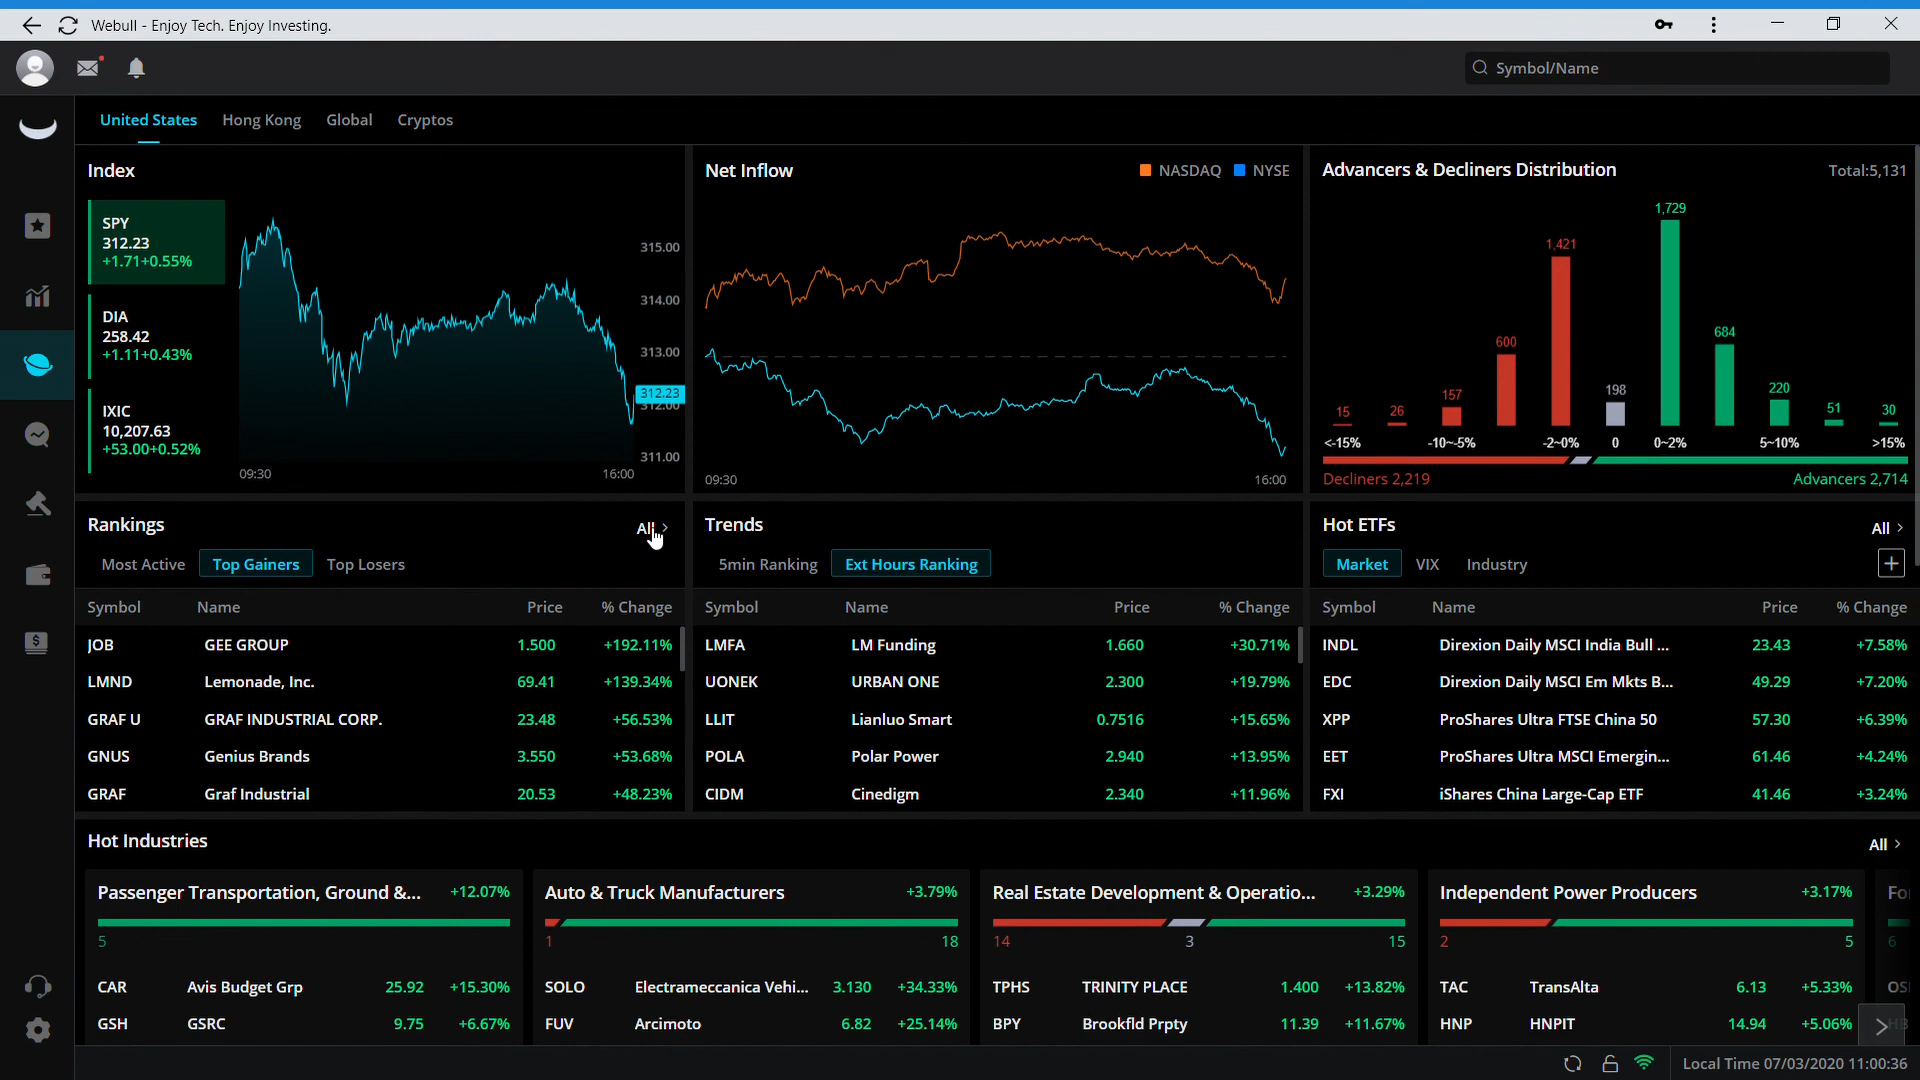 Webull - Enjoy Tech. Enjoy Investing.
Symbol/Name
United States Hong Kong Global Cryptos
Index
SPY
312.23
+1.71+0.55%
DIA
258.42
+1.11+0.43%
IXIC
10,207.63
+53.00+0.52%
315.00
314.00
313.00
312.23
312.00
311.00
09:30 16:00
Net Inflow NASDAQ NYSE
09:30 16:00
Advancers & Decliners Distribution Total:5,131
15 26 157 600 1,421 198 1,729 684 220 51 30
<-15% -10~-5% -2~0% 0 0~2% 5~10% >15%
Decliners 2,219 Advancers 2,714
Rankings All >
Most Active Top Gainers Top Losers
Symbol Name Price % Change
JOB GEE GROUP 1.500 +192.11%
LMND Lemonade, Inc. 69.41 +139.34%
GRAF U GRAF INDUSTRIAL CORP. 23.48 +56.53%
GNUS Genius Brands 3.550 +53.68%
GRAF Graf Industrial 20.53 +48.23%
Trends
5min Ranking Ext Hours Ranking
Symbol Name Price % Change
LMFA LM Funding 1.660 +30.71%
UONEK URBAN ONE 2.300 +19.79%
LLIT Lianluo Smart 0.7516 +15.65%
POLA Polar Power 2.940 +13.95%
CIDM Cinedigm 2.340 +11.96%
Hot ETFs All >
Market VIX Industry
Symbol Name Price % Change
INDL Direxion Daily MSCI India Bull ... 23.43 +7.58%
EDC Direxion Daily MSCI Em Mkts B... 49.29 +7.20%
XPP ProShares Ultra FTSE China 50 57.30 +6.39%
EET ProShares Ultra MSCI Emergin... 61.46 +4.24%
FXI iShares China Large-Cap ETF 41.46 +3.24%
Hot Industries All >
Passenger Transportation, Ground &... +12.07%
5
CAR Avis Budget Grp 25.92 +15.30%
GSH GSRC 9.75 +6.67%
Auto & Truck Manufacturers +3.79%
1 18
SOLO Electrameccanica Vehi... 3.130 +34.33%
FUV Arcimoto 6.82 +25.14%
Real Estate Development & Operatio... +3.29%
14 3 15
TPHS TRINITY PLACE 1.400 +13.82%
BPY Brookfld Prpty 11.39 +11.67%
Independent Power Producers +3.17%
2 5
TAC TransAlta 6.13 +5.33%
HNP HNPIT 14.94 +5.06%
Fo
6
Local Time 07/03/2020 11:00:36